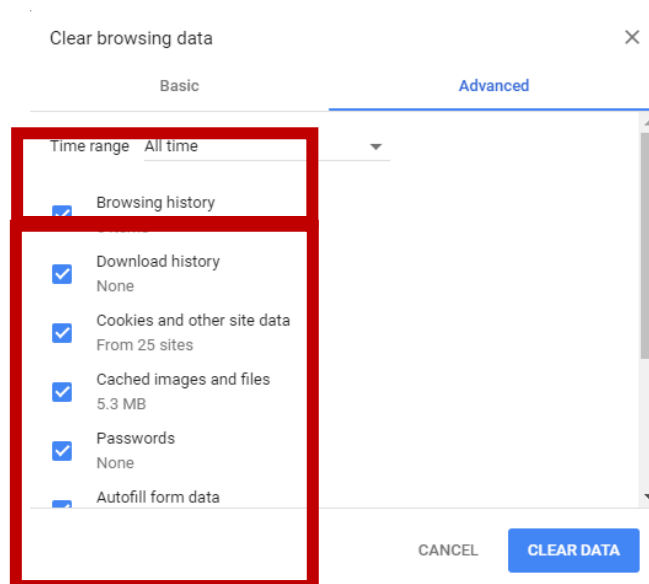 Clear browsing data
Basic
Advanced
Time range All time
Browsing history
Download history
None
Cookies and other site data
From 25 sites
Cached images and files
5.3 MB
Passwords
None
Autofill form data
CANCEL
CLEAR DATA